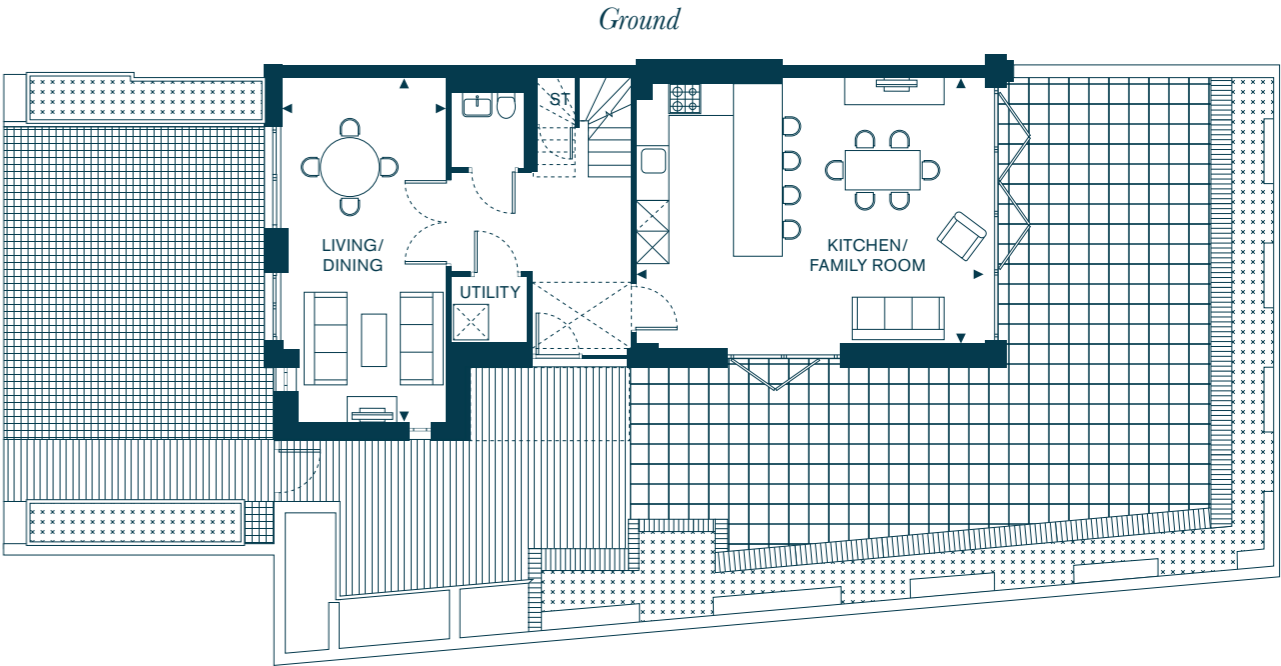 Ground
ST
LIVING/
DINING
UTILITY
KITCHEN/
FAMILY ROOM